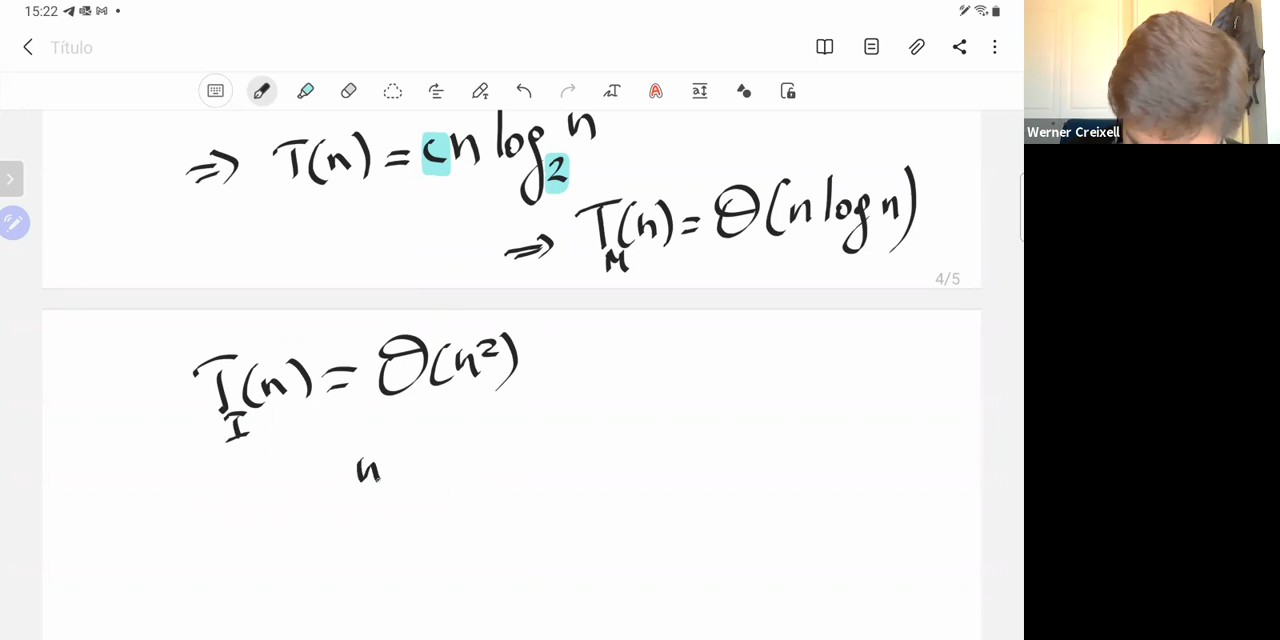 15:22
Título
⇒ T(n) = cn log₂ n
⇒ T_M(n) = Θ(n log n)
4/5
T_I(n) = Θ(n²)
n
Werner Creixell